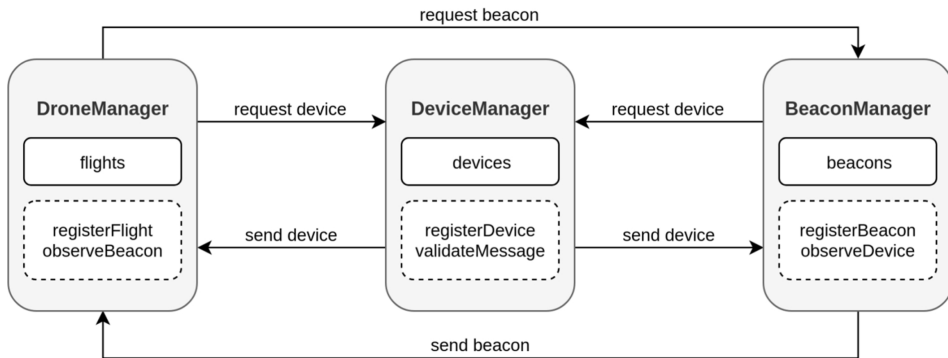 request beacon
DroneManager
DeviceManager
BeaconManager
request device
request device
flights
devices
beacons
registerFlight
observeBeacon
registerDevice
validateMessage
registerBeacon
observeDevice
send device
send device
send beacon